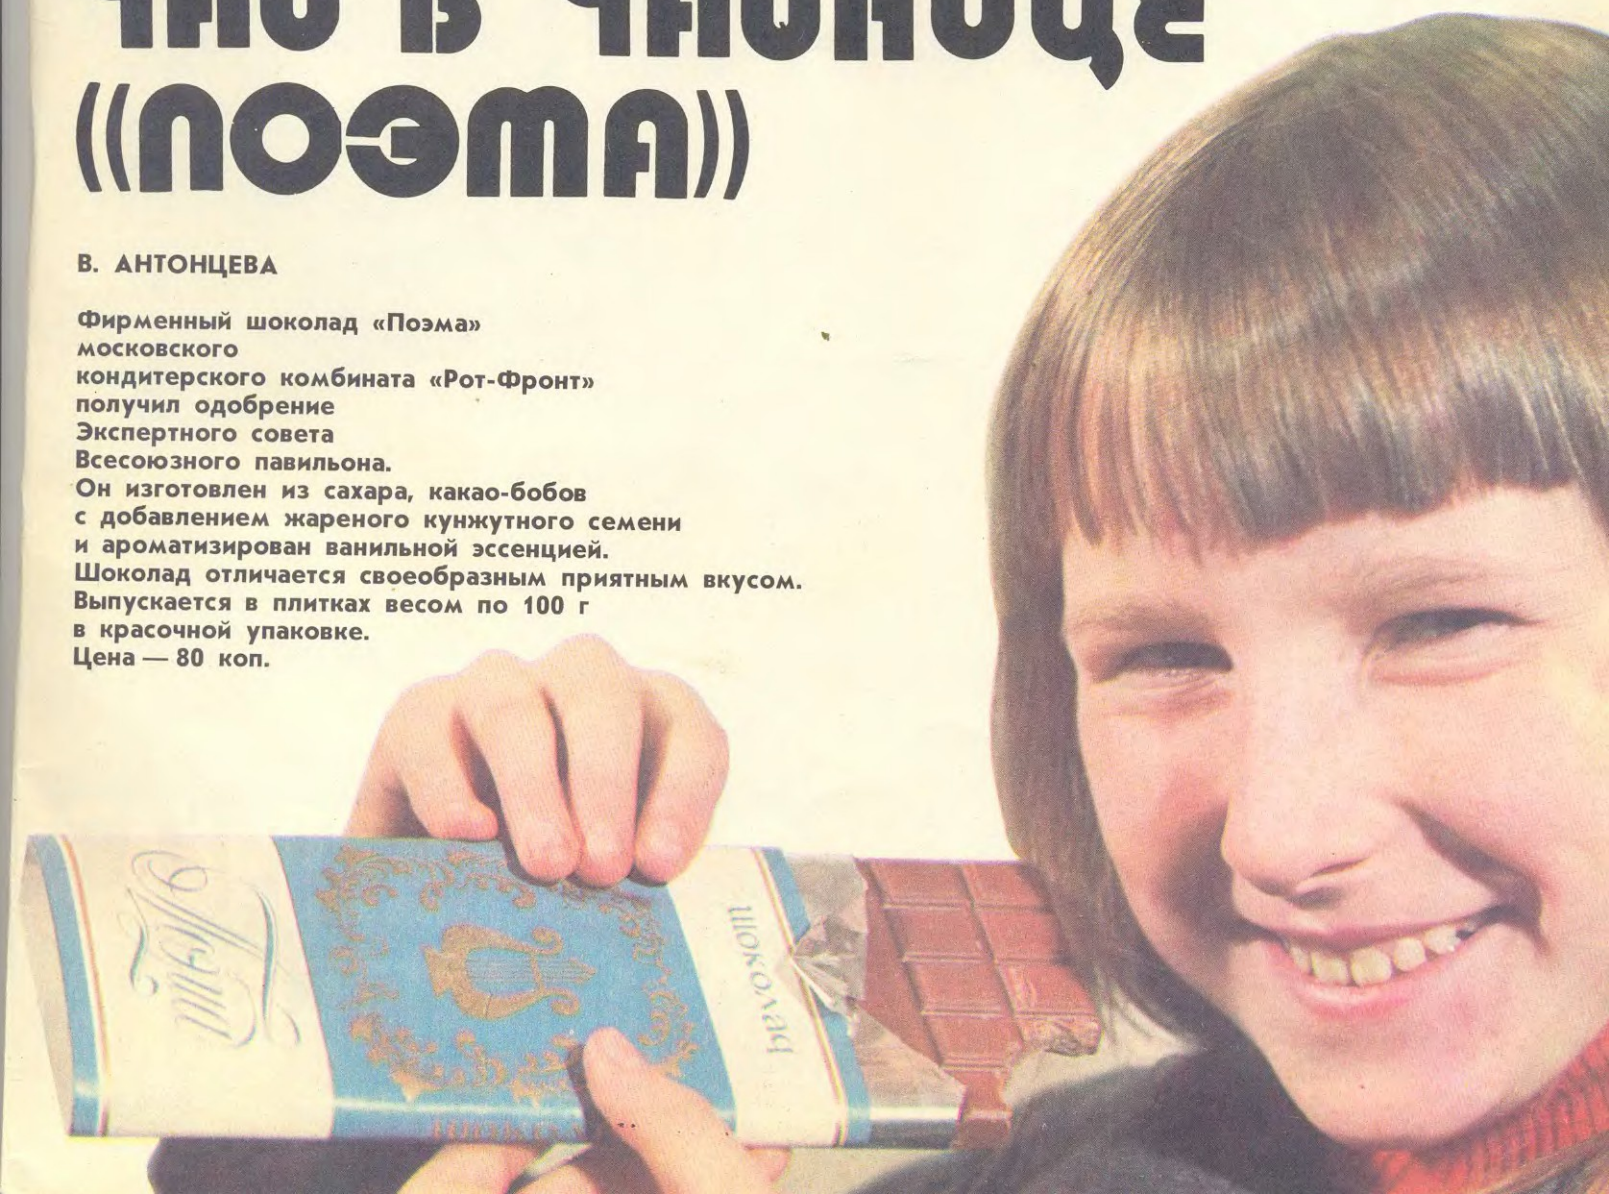 ЧАЙ В ЧАЙНИЦЕ
«ПОЭМА»
В. АНТОНЦЕВА
Фирменный шоколад «Поэма»
московского
кондитерского комбината «Рот-Фронт»
получил одобрение
Экспертного совета
Всесоюзного павильона.
Он изготовлен из сахара, какао-бобов
с добавлением жареного кунжутного семени
и ароматизирован ванильной эссенцией.
Шоколад отличается своеобразным приятным вкусом.
Выпускается в плитках весом по 100 г
в красочной упаковке.
Цена — 80 коп.
Поэма
шоколад